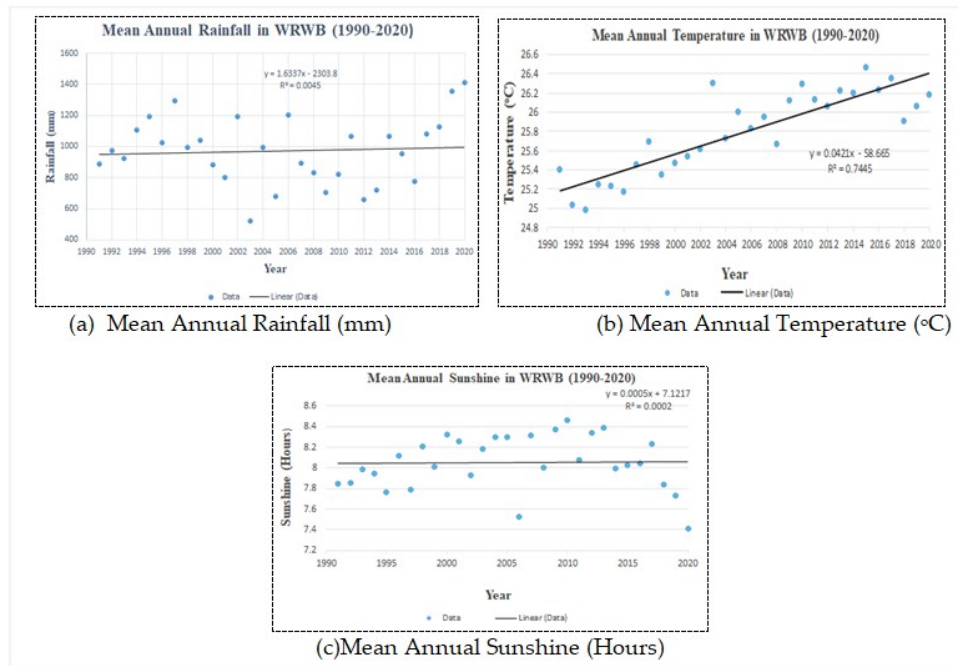 Mean Annual Rainfall in WRWB (1990-2020)
1600
1400
1200
1000
800
600
400
y = 1.6337x - 2303.8
R² = 0.0045
Rainfall (mm)
1990 1992 1994 1996 1998 2000 2002 2004 2006 2008 2010 2012 2014 2016 2018 2020
Year
Data Linear (Data)
(a) Mean Annual Rainfall (mm)
Mean Annual Temperature in WRWB (1990-2020)
26.6
26.4
26.2
26
25.8
25.6
25.4
25.2
25
24.8
Temperature (°C)
y = 0.0421x - 58.665
R² = 0.7445
1990 1992 1994 1996 1998 2000 2002 2004 2006 2008 2010 2012 2014 2016 2018 2020
Year
Data Linear (Data)
(b) Mean Annual Temperature (°C)
Mean Annual Sunshine in WRWB (1990-2020)
y = 0.0005x + 7.1217
R² = 0.0002
8.6
8.4
8.2
8
7.8
7.6
7.4
7.2
Sunshine (Hours)
1990 1995 2000 2005 2010 2015 2020
Year
Data Linear (Data)
(c)Mean Annual Sunshine (Hours)